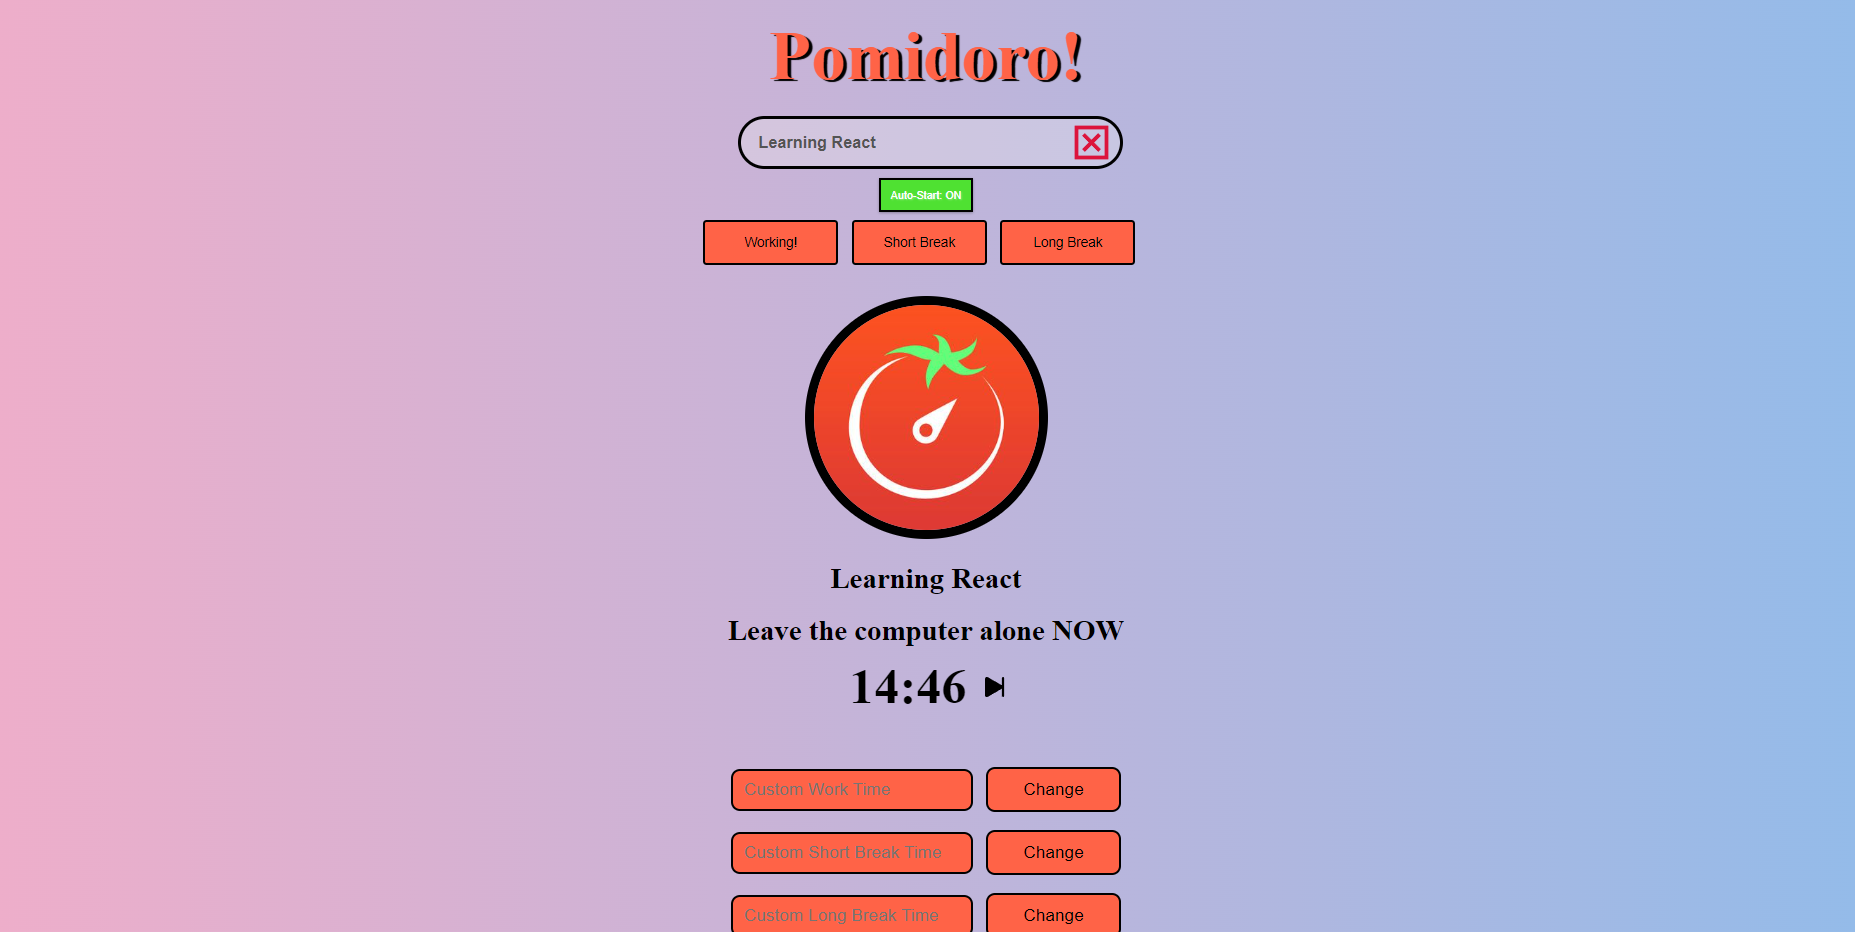 Pomidoro!
Learning React
Auto-Start: ON
Working! Short Break Long Break
Learning React
Leave the computer alone NOW
14:46
Custom Work Time Change
Custom Short Break Time Change
Custom Long Break Time Change